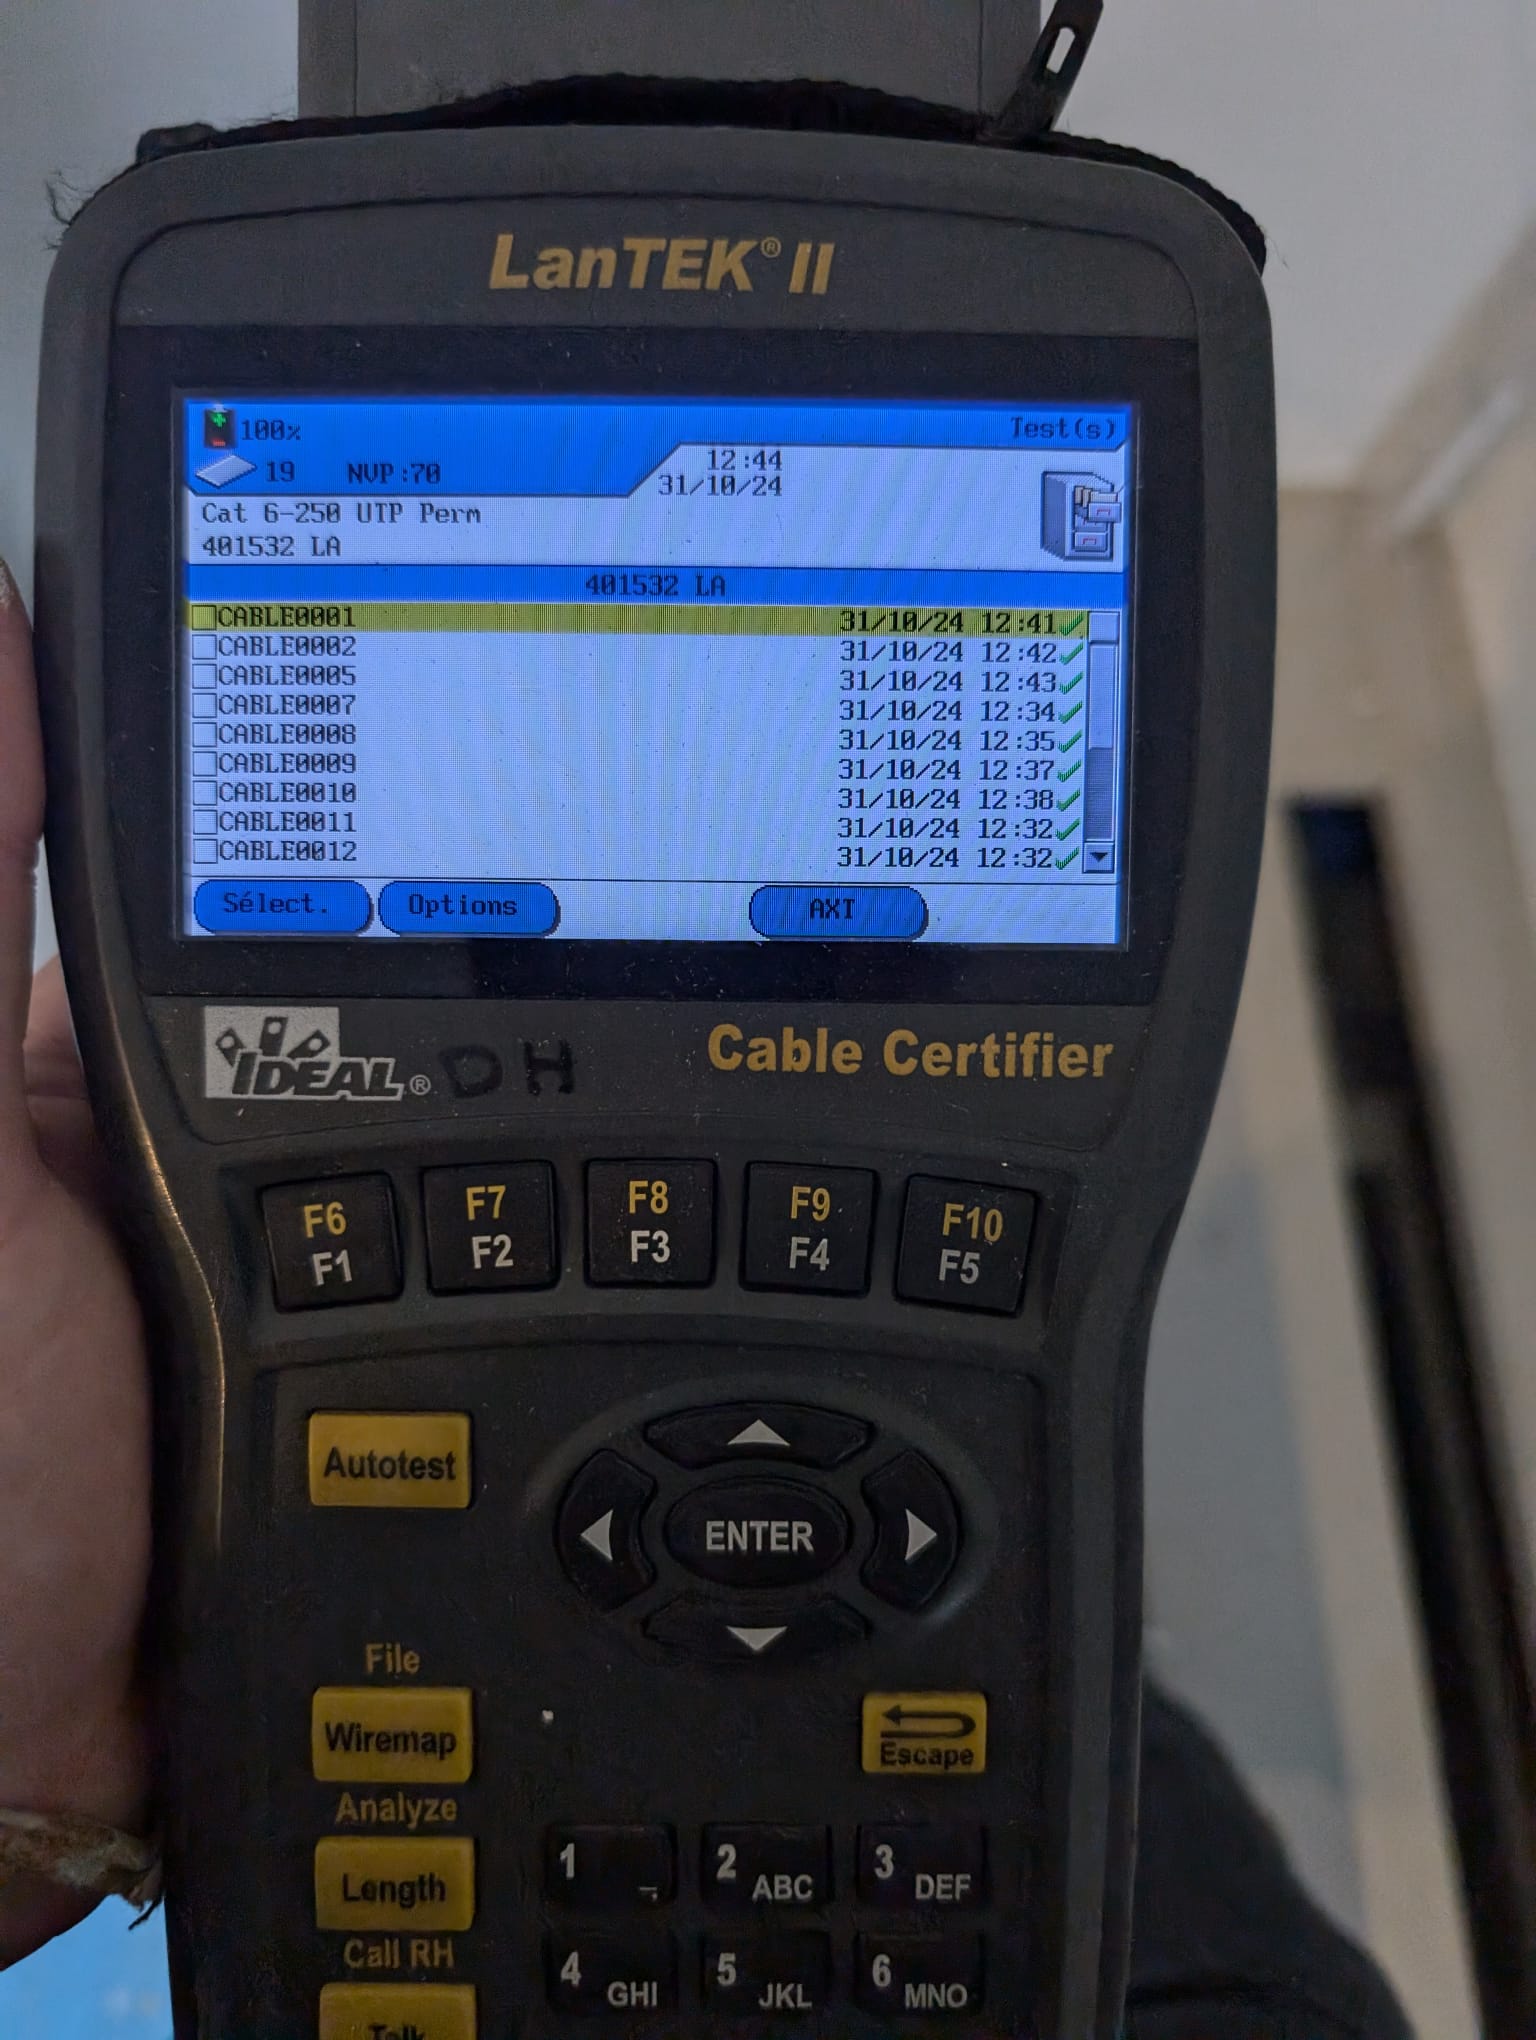 LanTEK® II
100%
Test(s)
19 NVP:70
12:44
31/10/24
Cat 6-250 UTP Perm
401532 LA
401532 LA
CABLE0001 31/10/24 12:41
CABLE0002 31/10/24 12:42
CABLE0005 31/10/24 12:43
CABLE0007 31/10/24 12:34
CABLE0008 31/10/24 12:35
CABLE0009 31/10/24 12:37
CABLE0010 31/10/24 12:38
CABLE0011 31/10/24 12:32
CABLE0012 31/10/24 12:32
Sélect. Options AXT
IDEAL® DH Cable Certifier
F6 F7 F8 F9 F10
F1 F2 F3 F4 F5
Autotest
ENTER
File
Wiremap
Escape
Analyze
Length
1 2 ABC 3 DEF
Call RH
4 GHI 5 JKL 6 MNO
Talk